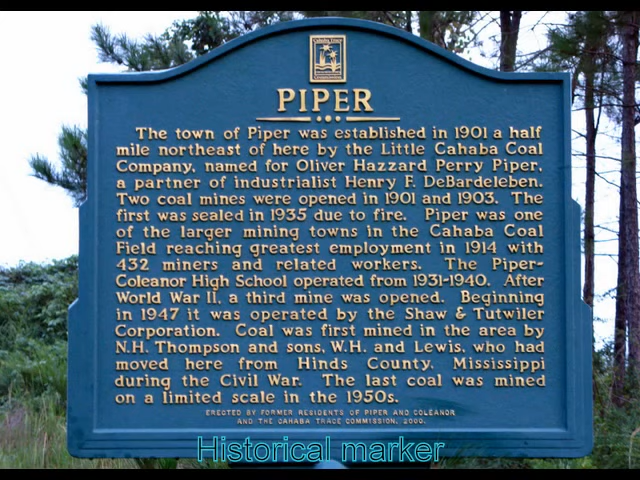 PIPER
The town of Piper was established in 1901 a half
mile northeast of here by the Little Cahaba Coal
Company, named for Oliver Hazzard Perry Piper,
a partner of industrialist Henry F. DeBardeleben.
Two coal mines were opened in 1901 and 1903. The
first was sealed in 1935 due to fire. Piper was one
of the larger mining towns in the Cahaba Coal
Field reaching greatest employment in 1914 with
432 miners and related workers. The Piper-
Coleanor High School operated from 1931-1940. After
World War II, a third mine was opened. Beginning
in 1947 it was operated by the Shaw & Tutwiler
Corporation. Coal was first mined in the area by
N.H. Thompson and sons, W.H. and Lewis, who had
moved here from Hinds County, Mississippi
during the Civil War. The last coal was mined
on a limited scale in the 1950s.
ERECTED BY FORMER RESIDENTS OF PIPER AND COLEANOR
AND THE CAHABA TRACE COMMISSION, 2000.
Historical marker